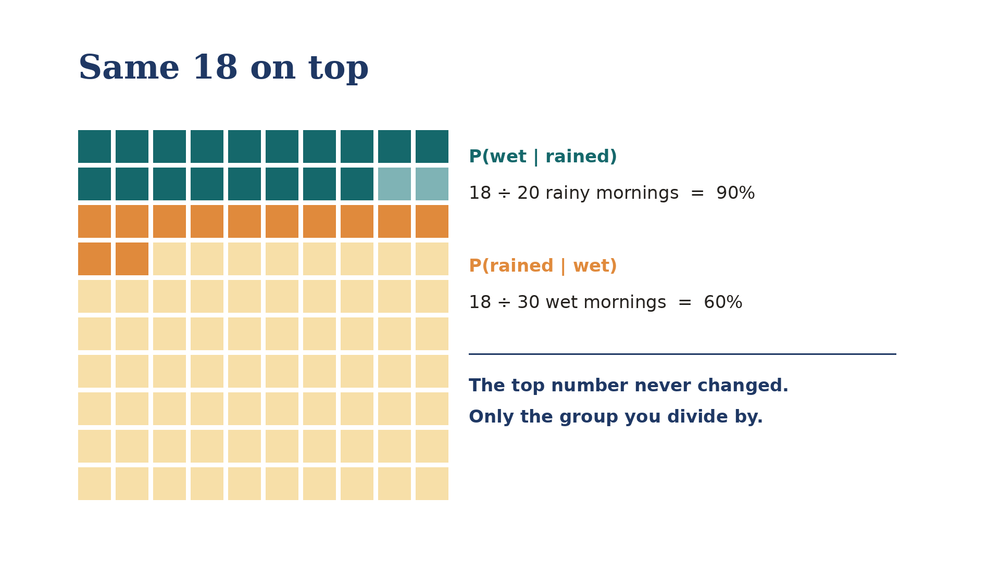 Same 18 on top
P(wet | rained)
18 ÷ 20 rainy mornings = 90%
P(rained | wet)
18 ÷ 30 wet mornings = 60%
The top number never changed.
Only the group you divide by.